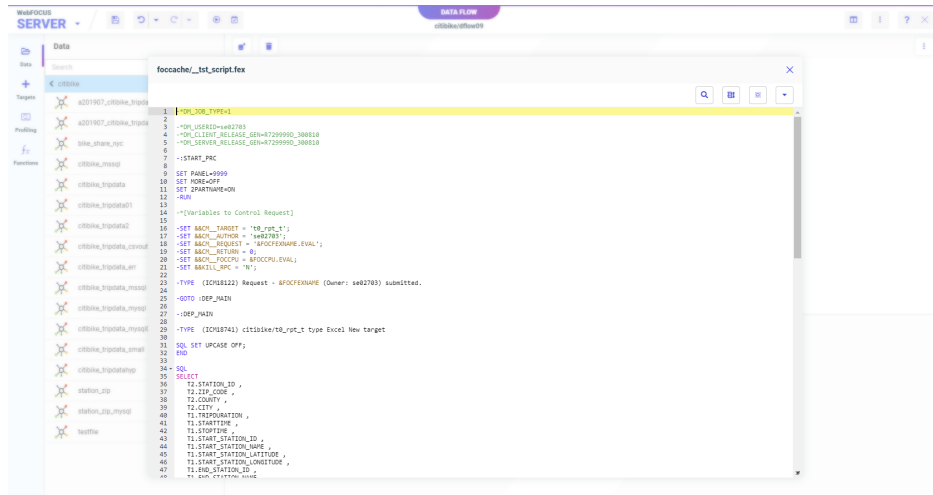 WebFOCUS
SERVER
DATA FLOW
citibike/dflow09
Data
Data
Search
Targets
Profiling
Functions
citibike
a201907_citibike_tripda
a201907_citibike_tripda
bike_share_nyc
citibike_mssql
citibike_tripdata
citibike_tripdata01
citibike_tripdata2
citibike_tripdata_csvout
citibike_tripdata_err
citibike_tripdata_mssql
citibike_tripdata_mysql
citibike_tripdata_small
citibike_tripdatahyp
station_zip
station_zip_mysql
testfile
foccache/__tst_script.fex
1 -*DM_JOB_TYPE=1
2
3 -*DM_USERID=se02703
4 -*DM_CLIENT_RELEASE_GEN=R729999D_300810
5 -*DM_SERVER_RELEASE_GEN=R729999D_300810
6
7 -:START_PRC
8
9 SET PANEL=9999
10 SET MORE=OFF
11 SET 2PARTNAME=ON
12 -RUN
13
14 -*[Variables to Control Request]
15
16 -SET &&CM__TARGET = 't0_rpt_t';
17 -SET &&CM__AUTHOR = 'se02703';
18 -SET &&CM__REQUEST = '&FOCFEXNAME.EVAL';
19 -SET &&CM__RETURN = 0;
20 -SET &&CM__FOCCPU = &FOCCPU.EVAL;
21 -SET &&KILL_RPC = 'N';
22
23 -TYPE (ICM18122) Request - &FOCFEXNAME (Owner: se02703) submitted.
24
25 -GOTO :DEP_MAIN
26
27 -:DEP_MAIN
28
29 -TYPE (ICM18741) citibike/t0_rpt_t type Excel New target
30
31 SQL SET UPCASE OFF;
32 END
33
34 SQL
35 SELECT
36 T2.STATION_ID ,
37 T2.ZIP_CODE ,
38 T2.COUNTY ,
39 T2.CITY ,
40 T1.TRIPDURATION ,
41 T1.STARTTIME ,
42 T1.STOPTIME ,
43 T1.START_STATION_ID ,
44 T1.START_STATION_NAME ,
45 T1.START_STATION_LATITUDE ,
46 T1.START_STATION_LONGITUDE ,
47 T1.END_STATION_ID ,
48 T1.END_STATION_NAME